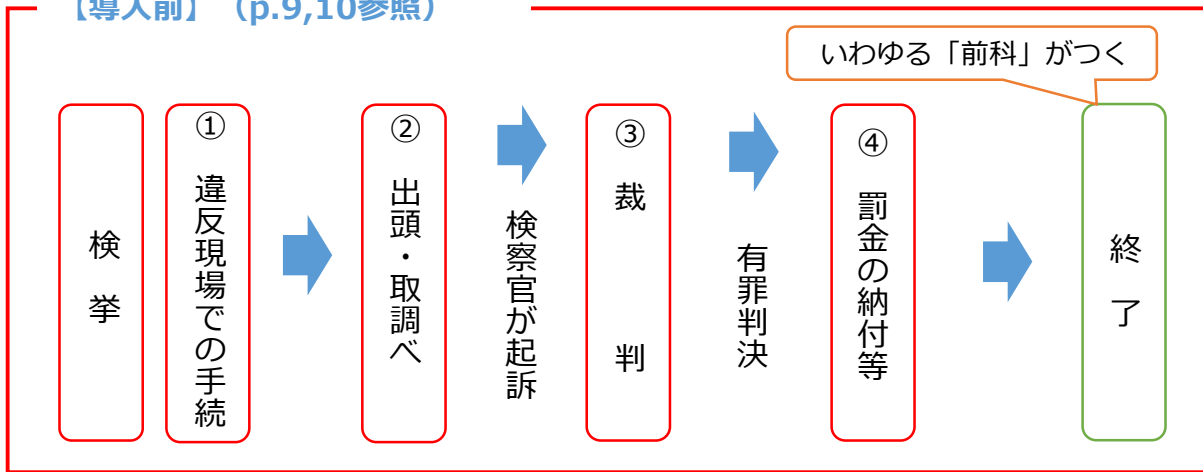 【導入前】（p.9,10参照）
いわゆる「前科」がつく
検挙
① 違反現場での手続
② 出頭・取調べ
検察官が起訴
③ 裁判
有罪判決
④ 罰金の納付等
終了